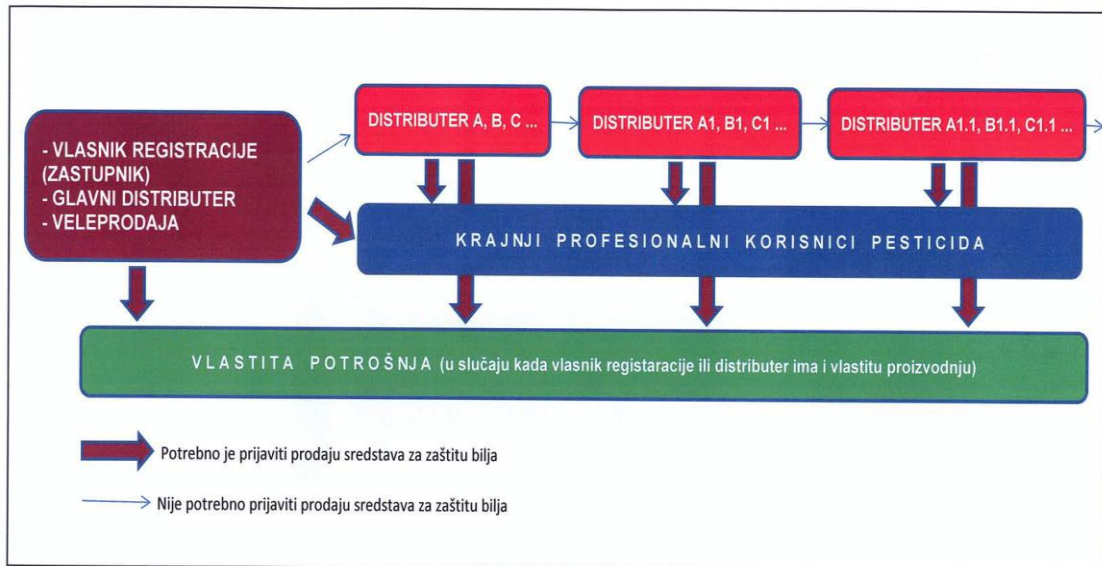 DISTRIBUTER A, B, C ...
DISTRIBUTER A1, B1, C1 ...
DISTRIBUTER A1.1, B1.1, C1.1 ...
- VLASNIK REGISTRACIJE
(ZASTUPNIK)
- GLAVNI DISTRIBUTER
- VELEPRODAJA
KRAJNJI PROFESIONALNI KORISNICI PESTICIDA
VLASTITA POTROŠNJA (u slučaju kada vlasnik registaracije ili distributer ima i vlastitu proizvodnju)
Potrebno je prijaviti prodaju sredstava za zaštitu bilja
Nije potrebno prijaviti prodaju sredstava za zaštitu bilja